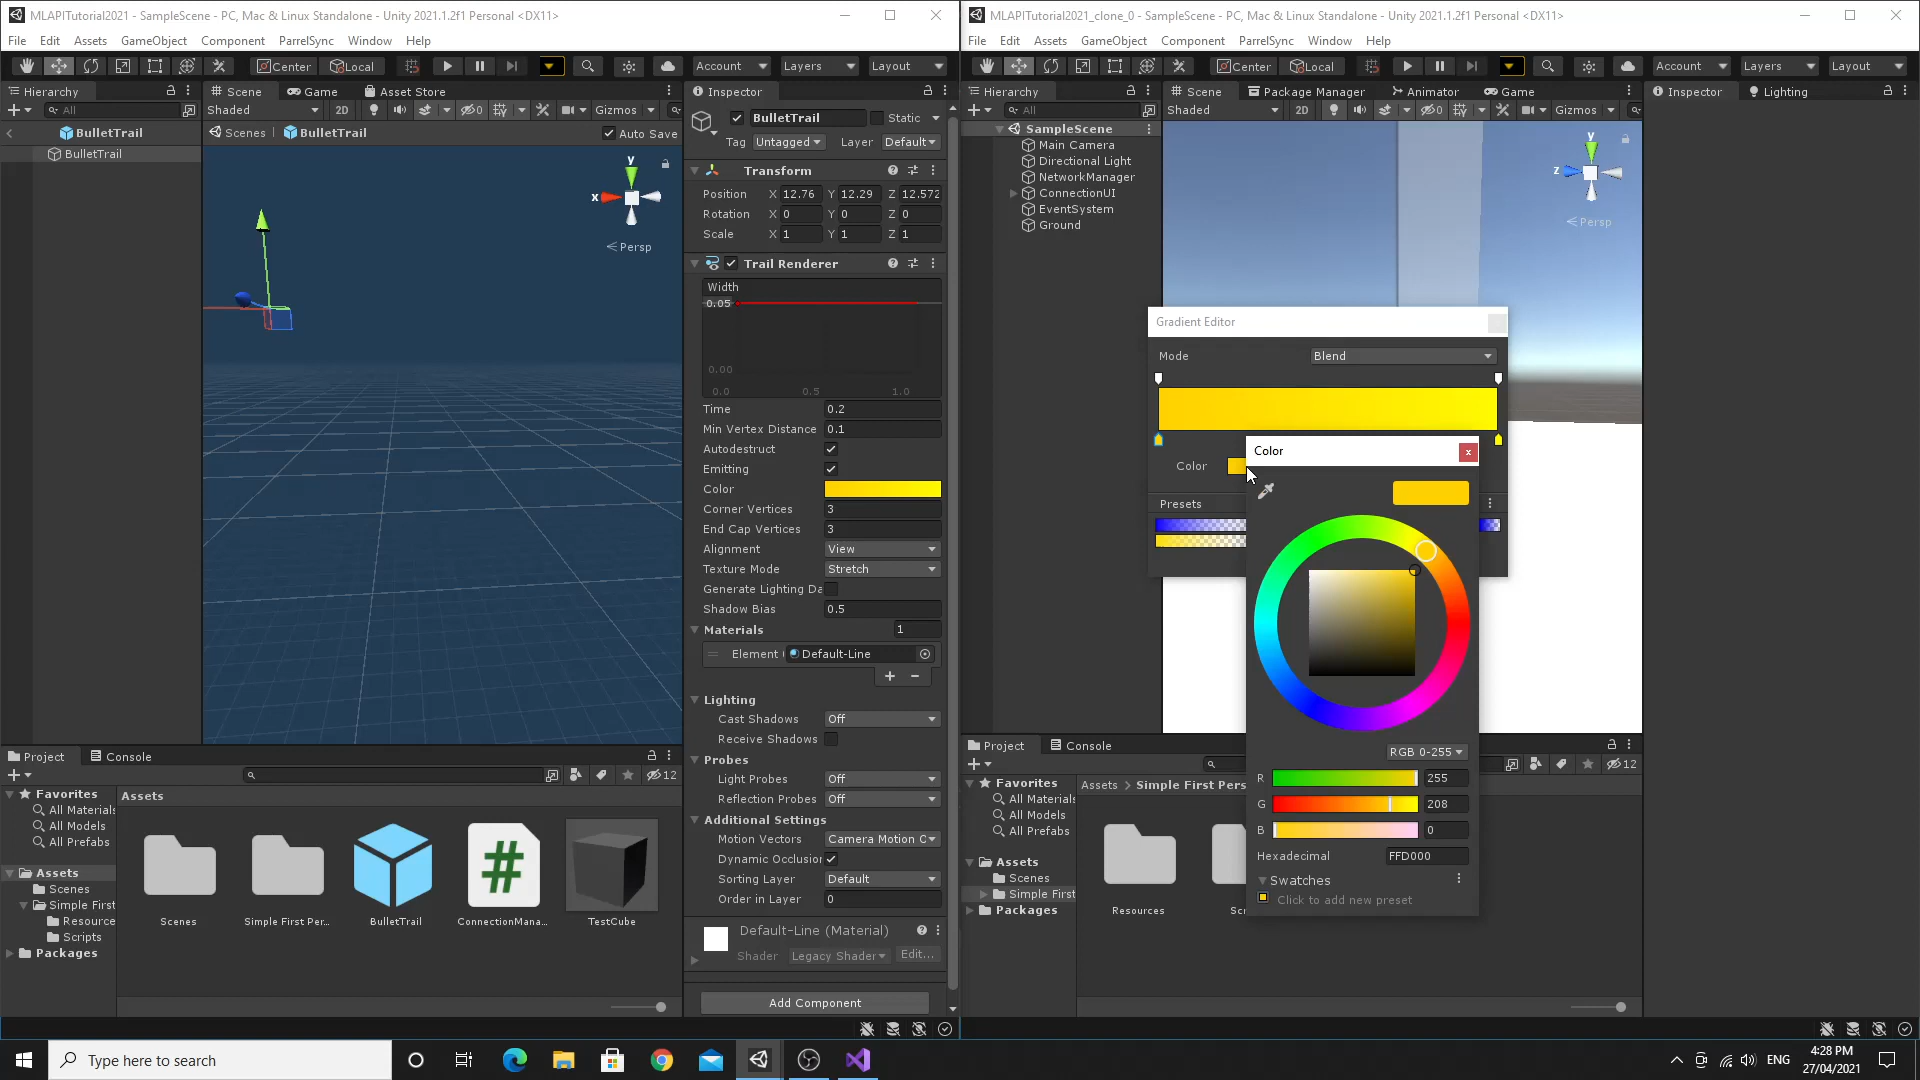 MLAPITutorial2021 - SampleScene - PC, Mac & Linux Standalone - Unity 2021.1.2f1 Personal <DX11>
File Edit Assets GameObject Component ParrelSync Window Help
Center Local Account Layers Layout
Hierarchy Scene Game Asset Store
All Shaded 2D 0 Gizmos
BulletTrail Scenes BulletTrail Auto Save
BulletTrail
y
x
Persp
Inspector
BulletTrail Static
Tag Untagged Layer Default
Transform
Position X 12.76 Y 12.29 Z 12.572
Rotation X 0 Y 0 Z 0
Scale X 1 Y 1 Z 1
Trail Renderer
Width
0.05
0.00
0.0 0.5 1.0
Time 0.2
Min Vertex Distance 0.1
Autodestruct
Emitting
Color
Corner Vertices 3
End Cap Vertices 3
Alignment View
Texture Mode Stretch
Generate Lighting Da
Shadow Bias 0.5
Materials 1
Element Default-Line
Lighting
Cast Shadows Off
Receive Shadows
Probes
Light Probes Off
Reflection Probes Off
Additional Settings
Motion Vectors Camera Motion C
Dynamic Occlusion
Sorting Layer Default
Order in Layer 0
Default-Line (Material)
Shader Legacy Shader Edit...
Add Component
Project Console
12
Favorites
All Materials
All Models
All Prefabs
Assets
Scenes
Simple First
Resource
Scripts
Packages
Assets
Scenes Simple First Per... BulletTrail ConnectionMana... TestCube
MLAPITutorial2021_clone_0 - SampleScene - PC, Mac & Linux Standalone - Unity 2021.1.2f1 Personal <DX11>
File Edit Assets GameObject Component ParrelSync Window Help
Center Local Account Layers Layout
Hierarchy Scene Package Manager Animator Game Inspector Lighting
All Shaded 2D 0 Gizmos
SampleScene
Main Camera
Directional Light
NetworkManager
ConnectionUI
EventSystem
Ground
y
z
Persp
Gradient Editor
Mode Blend
Color
Presets
Color
x
RGB 0-255
R 255
G 208
B 0
Hexadecimal FFD000
Swatches
Click to add new preset
Project Console
12
Favorites
All Materials
All Models
All Prefabs
Assets
Scenes
Simple First
Packages
Assets > Simple First Pers
Resources Scr
Type here to search
ENG
4:28 PM
27/04/2021